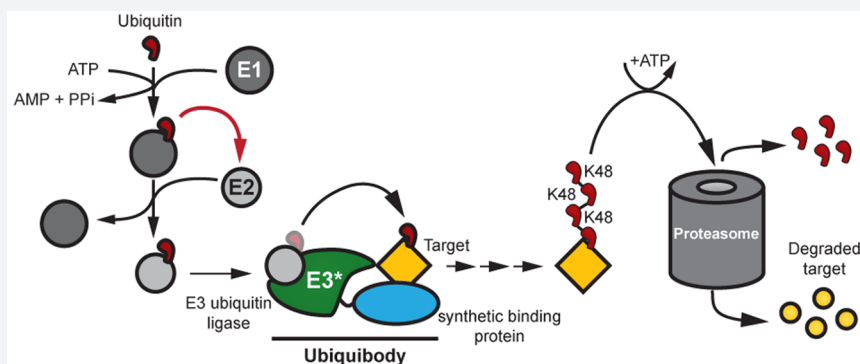 Ubiquitin
ATP
E1
AMP + PPi
E2
E3 ubiquitin
ligase
E3*
Target
synthetic binding
protein
Ubiquibody
K48
K48
K48
+ATP
Proteasome
Degraded
target